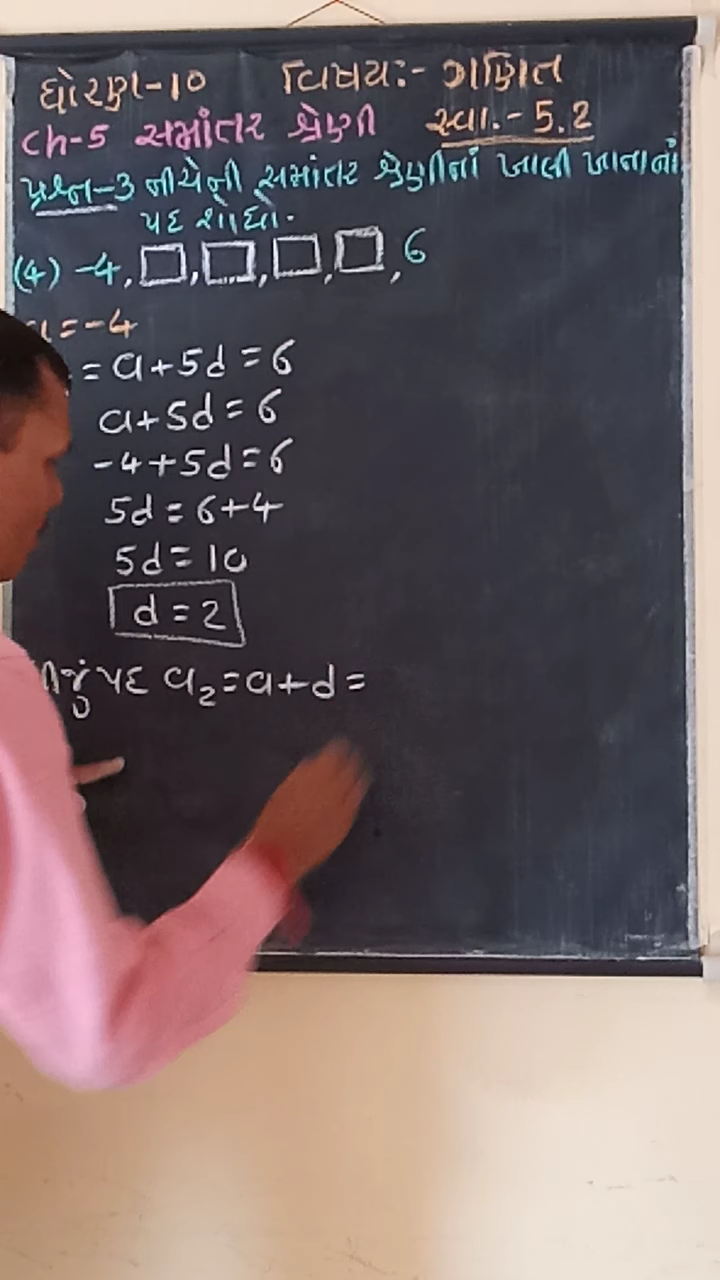 ધોરણ-10 વિષય:- ગણિત
Ch-5 સમાંતર શ્રેણી સ્વા.- 5.2
પ્રશ્ન-3 નીચેની સમાંતર શ્રેણીનાં ખાલી ખાનાનાં
પદ શોધો.
(4) -4, □, □, □, □, 6
= -4
= a+5d = 6
a+5d = 6
-4+5d = 6
5d = 6+4
5d = 10
d = 2
પદ a₂ = a+d =